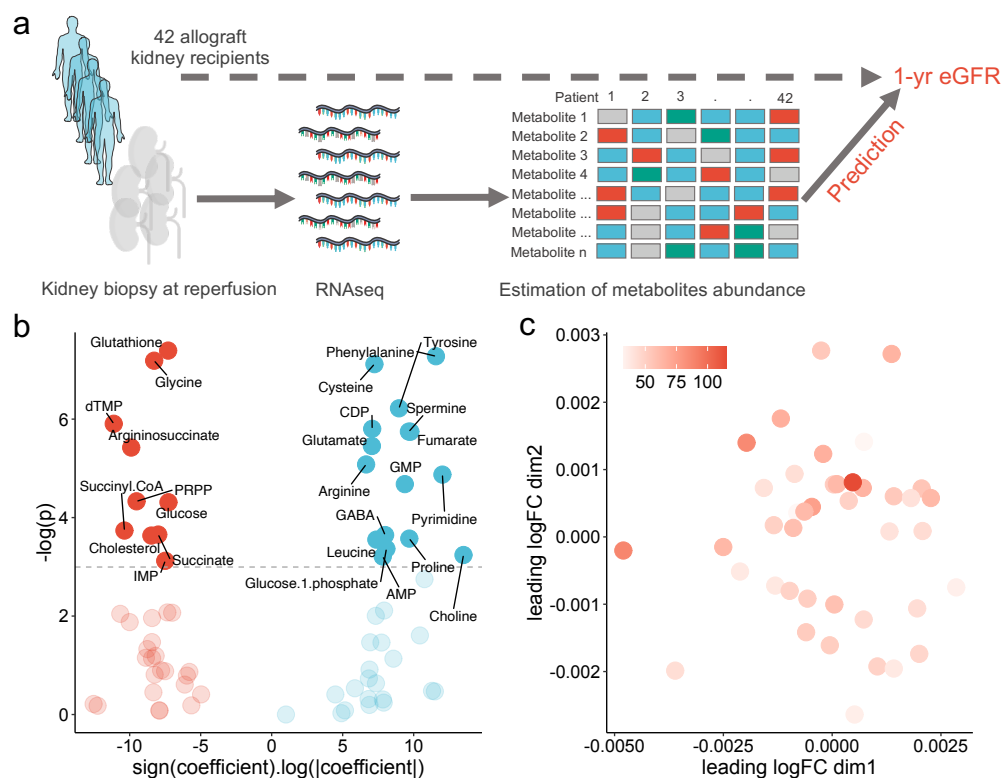 a
42 allograft
kidney recipients
1-yr eGFR
Patient 1 2 3 . . 42
Metabolite 1
Metabolite 2
Metabolite 3
Metabolite 4
Metabolite ...
Metabolite ...
Metabolite ...
Metabolite n
Prediction
Kidney biopsy at reperfusion
RNAseq
Estimation of metabolites abundance
b
Glutathione
Glycine
dTMP
Argininosuccinate
Succinyl.CoA
PRPP
Glucose
Cholesterol
Succinate
IMP
Tyrosine
Phenylalanine
Cysteine
CDP
Spermine
Glutamate
Fumarate
GMP
Arginine
Pyrimidine
GABA
Leucine
Proline
Glucose.1.phosphate
AMP
Choline
-log(p)
6
4
2
0
-10 -5 0 5 10
sign(coefficient).log(|coefficient|)
c
50 75 100
leading logFC dim2
0.003
0.002
0.001
0.000
-0.001
-0.002
-0.0050 -0.0025 0.0000 0.0025
leading logFC dim1